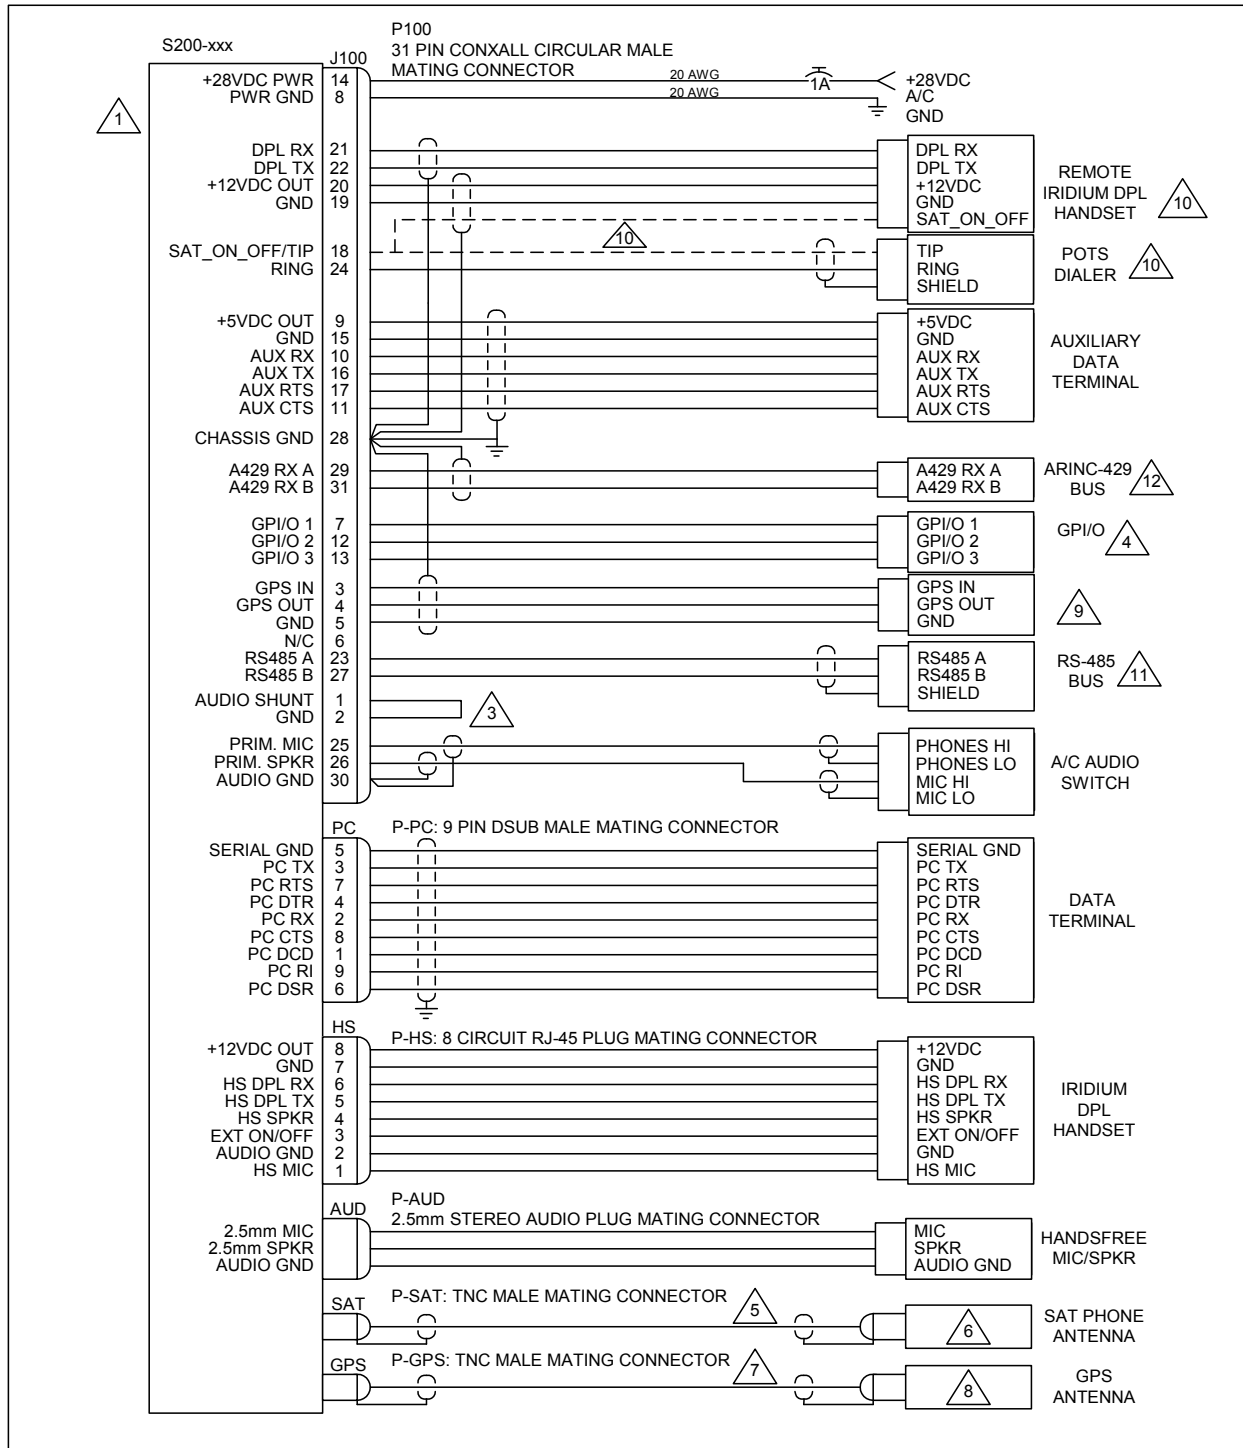 P100
S200-xxx
31 PIN CONXALL CIRCULAR MALE
J100
MATING CONNECTOR
+28VDC PWR 14 20 AWG 1A +28VDC
PWR GND 8 20 AWG A/C
GND
1
DPL RX 21 DPL RX
DPL TX 22 DPL TX
+12VDC OUT 20 +12VDC
GND 19 GND
SAT_ON_OFF
REMOTE
IRIDIUM DPL
HANDSET
10
10
SAT_ON_OFF/TIP 18 TIP
RING 24 RING
SHIELD
POTS
DIALER
10
+5VDC OUT 9 +5VDC
GND 15 GND
AUX RX 10 AUX RX
AUX TX 16 AUX TX
AUX RTS 17 AUX RTS
AUX CTS 11 AUX CTS
AUXILIARY
DATA
TERMINAL
CHASSIS GND 28
A429 RX A 29 A429 RX A
A429 RX B 31 A429 RX B
ARINC-429
BUS
12
GPI/O 1 7 GPI/O 1
GPI/O 2 12 GPI/O 2
GPI/O 3 13 GPI/O 3
GPI/O
4
GPS IN 3 GPS IN
GPS OUT 4 GPS OUT
GND 5 GND
9
N/C 6
RS485 A 23 RS485 A
RS485 B 27 RS485 B
SHIELD
RS-485
BUS
11
AUDIO SHUNT 1
GND 2
3
PRIM. MIC 25 PHONES HI
PRIM. SPKR 26 PHONES LO
AUDIO GND 30 MIC HI
MIC LO
A/C AUDIO
SWITCH
PC P-PC: 9 PIN DSUB MALE MATING CONNECTOR
SERIAL GND 5 SERIAL GND
PC TX 3 PC TX
PC RTS 7 PC RTS
PC DTR 4 PC DTR
PC RX 2 PC RX
PC CTS 8 PC CTS
PC DCD 1 PC DCD
PC RI 9 PC RI
PC DSR 6 PC DSR
DATA
TERMINAL
HS P-HS: 8 CIRCUIT RJ-45 PLUG MATING CONNECTOR
+12VDC OUT 8 +12VDC
GND 7 GND
HS DPL RX 6 HS DPL RX
HS DPL TX 5 HS DPL TX
HS SPKR 4 HS SPKR
EXT ON/OFF 3 EXT ON/OFF
AUDIO GND 2 GND
HS MIC 1 HS MIC
IRIDIUM
DPL
HANDSET
P-AUD
AUD 2.5mm STEREO AUDIO PLUG MATING CONNECTOR
2.5mm MIC MIC
2.5mm SPKR SPKR
AUDIO GND AUDIO GND
HANDSFREE
MIC/SPKR
SAT P-SAT: TNC MALE MATING CONNECTOR 5
6
SAT PHONE
ANTENNA
GPS P-GPS: TNC MALE MATING CONNECTOR 7
8
GPS
ANTENNA